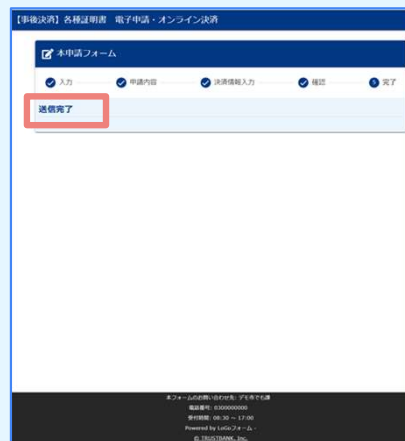 【事後決済】各種証明書　電子申請・オンライン決済
本申請フォーム
入力 申請内容 決済情報入力 確認 5 完了
送信完了
本フォームのお問い合わせ先: デモ市でも課
電話番号: 0300000000
受付時間: 08:30 ～ 17:00
Powered by LoGoフォーム -
© TRUSTBANK, Inc.